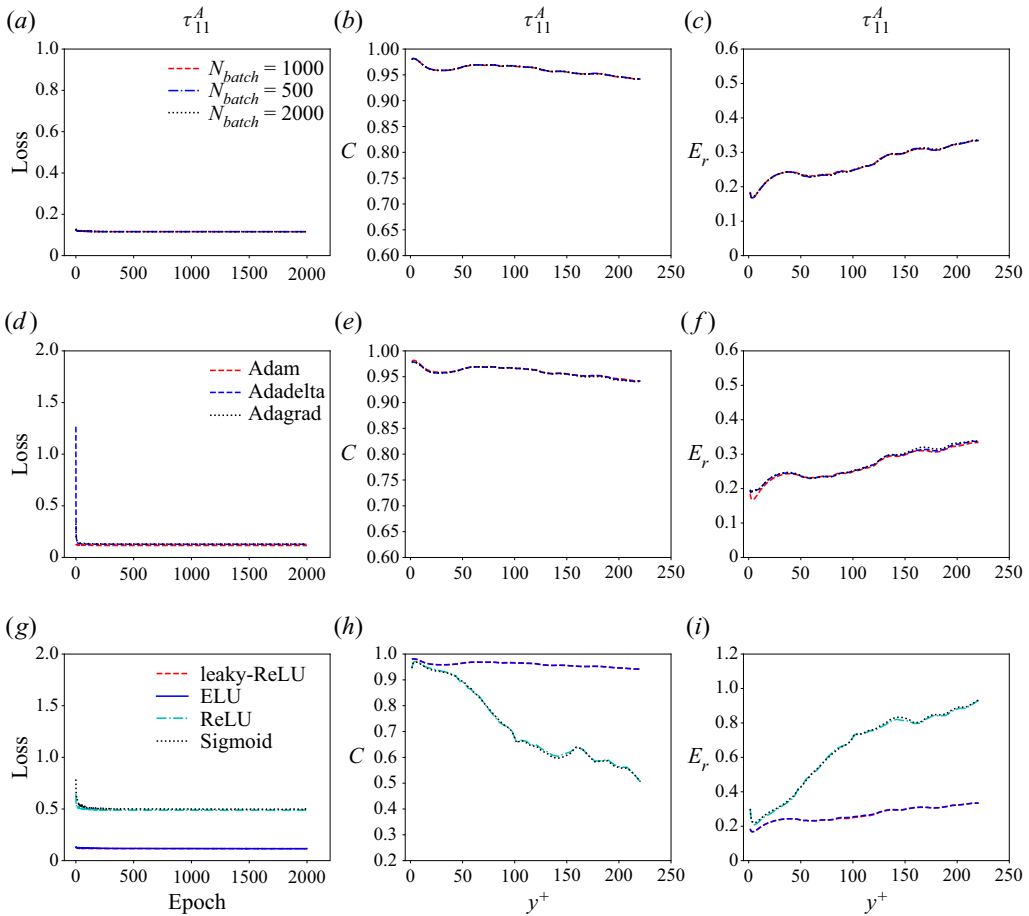 (a) τ₁₁ᴬ (b) τ₁₁ᴬ (c) τ₁₁ᴬ
1.0
0.8
0.6
0.4
0.2
0
Loss
N_batch = 1000
N_batch = 500
N_batch = 2000
0 500 1000 1500 2000
1.00
0.95
0.90
0.85
0.80
0.75
0.70
0.65
0.60
C
0 50 100 150 200 250
0.6
0.5
0.4
0.3
0.2
0.1
0
E_r
0 50 100 150 200 250
(d) (e) (f)
2.0
1.5
1.0
0.5
0
Loss
Adam
Adadelta
Adagrad
0 500 1000 1500 2000
1.00
0.95
0.90
0.85
0.80
0.75
0.70
0.65
0.60
C
0 50 100 150 200 250
0.6
0.5
0.4
0.3
0.2
0.1
0
E_r
0 50 100 150 200 250
(g) (h) (i)
2.0
1.5
1.0
0.5
0
Loss
leaky-ReLU
ELU
ReLU
Sigmoid
0 500 1000 1500 2000
Epoch
1.0
0.9
0.8
0.7
0.6
0.5
0.4
0.3
0.2
C
0 50 100 150 200 250
y⁺
1.4
1.2
1.0
0.8
0.6
0.4
0.2
0
E_r
0 50 100 150 200 250
y⁺